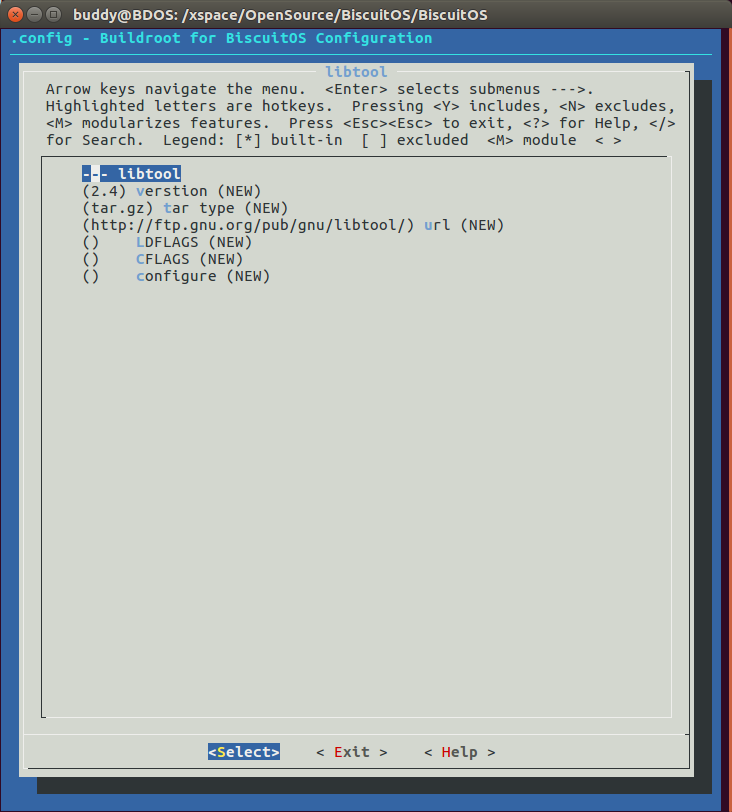 buddy@BDOS: /xspace/OpenSource/BiscuitOS/BiscuitOS
.config - Buildroot for BiscuitOS Configuration
libtool
Arrow keys navigate the menu.  <Enter> selects submenus --->.
Highlighted letters are hotkeys.  Pressing <Y> includes, <N> excludes,
<M> modularizes features.  Press <Esc><Esc> to exit, <?> for Help, </>
for Search.  Legend: [*] built-in  [ ] excluded  <M> module  < >
--- libtool
(2.4) verstion (NEW)
(tar.gz) tar type (NEW)
(http://ftp.gnu.org/pub/gnu/libtool/) url (NEW)
()    LDFLAGS (NEW)
()    CFLAGS (NEW)
()    configure (NEW)
<Select>    < Exit >    < Help >